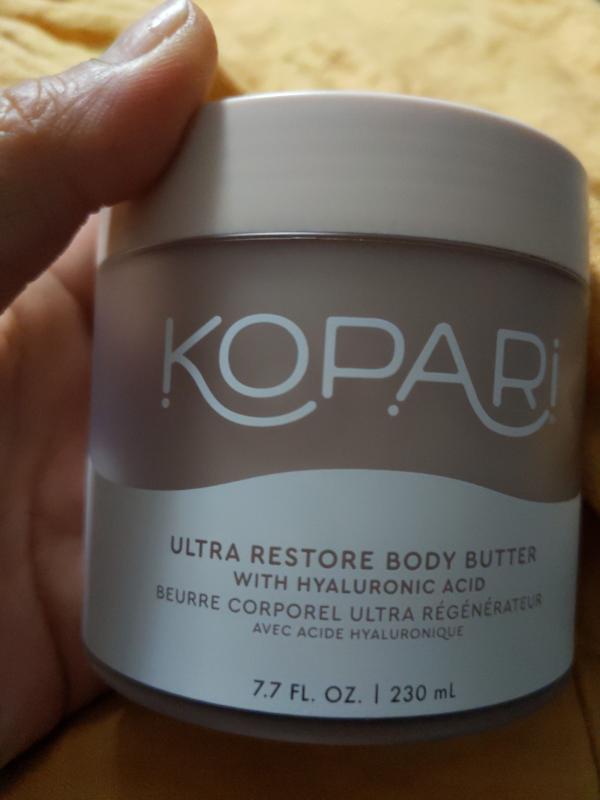 KOPARi
ULTRA RESTORE BODY BUTTER
WITH HYALURONIC ACID
BEURRE CORPOREL ULTRA RÉGÉNÉRATEUR
AVEC ACIDE HYALURONIQUE
7.7 FL. OZ. | 230 mL